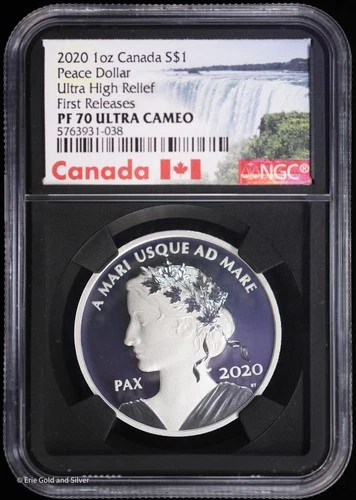 2020 1oz Canada S$1
Peace Dollar
Ultra High Relief
First Releases
PF 70 ULTRA CAMEO
5763931-038
Canada
NGC®
A MARI USQUE AD MARE
PAX
2020
© Erie Gold and Silver